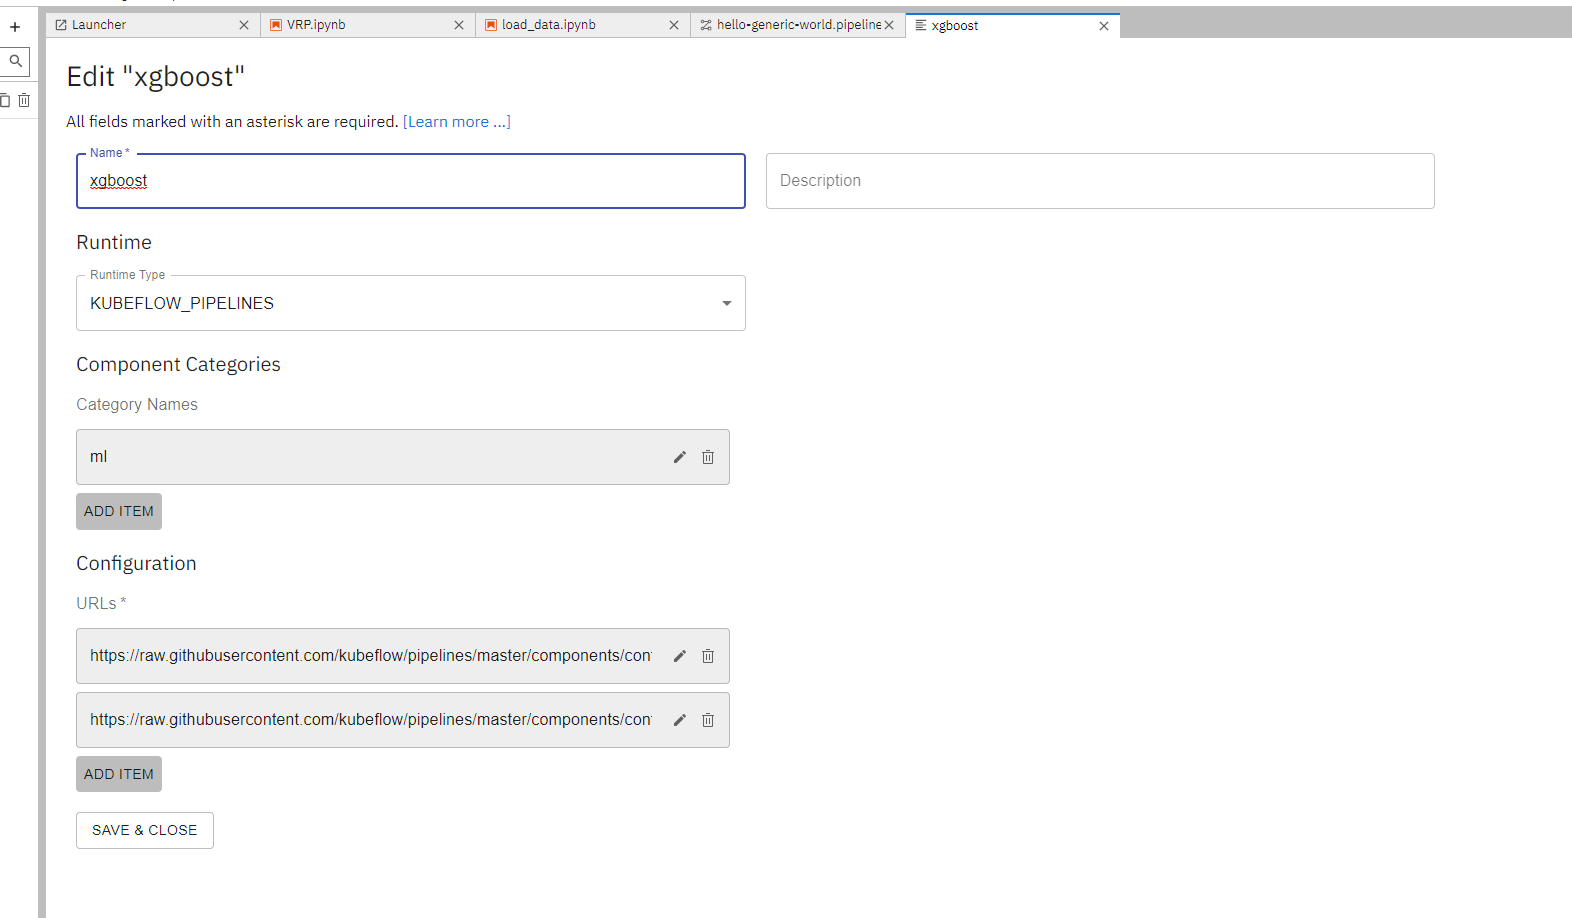 Launcher
VRP.ipynb
load_data.ipynb
hello-generic-world.pipeline
xgboost
Edit "xgboost"
All fields marked with an asterisk are required. [Learn more ...]
Name *
xgboost
Description
Runtime
Runtime Type
KUBEFLOW_PIPELINES
Component Categories
Category Names
ml
ADD ITEM
Configuration
URLs *
https://raw.githubusercontent.com/kubeflow/pipelines/master/components/con
https://raw.githubusercontent.com/kubeflow/pipelines/master/components/con
ADD ITEM
SAVE & CLOSE